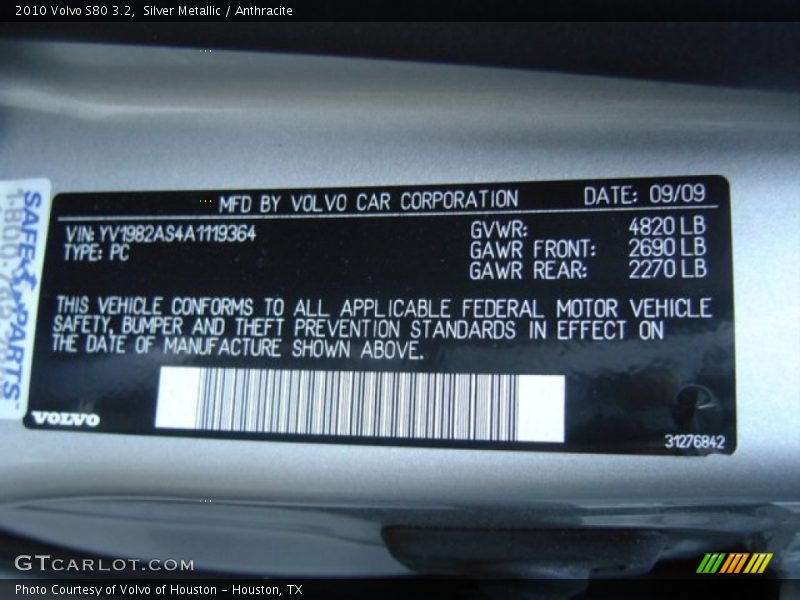 2010 Volvo S80 3.2, Silver Metallic / Anthracite
MFD BY VOLVO CAR CORPORATION DATE: 09/09
VIN: YV1982AS4A1119364 GVWR: 4820 LB
TYPE: PC GAWR FRONT: 2690 LB
GAWR REAR: 2270 LB
THIS VEHICLE CONFORMS TO ALL APPLICABLE FEDERAL MOTOR VEHICLE
SAFETY, BUMPER AND THEFT PREVENTION STANDARDS IN EFFECT ON
THE DATE OF MANUFACTURE SHOWN ABOVE.
VOLVO
31276842
PARTS
GTCARLOT.COM
Photo Courtesy of Volvo of Houston - Houston, TX